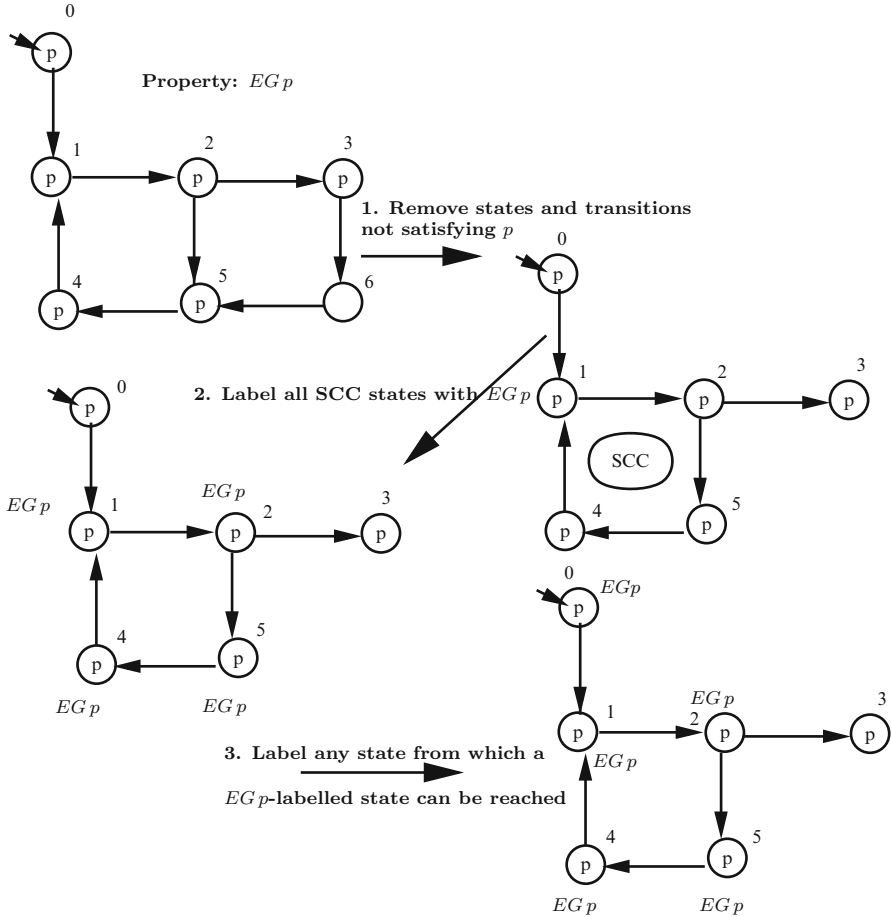 0
p
Property: EG p
1
2
3
p
p
p
1. Remove states and transitions
not satisfying p
4
5
6
p
p
0
p
0
p
2. Label all SCC states with EG p
1
2
3
p
p
p
SCC
EG p
1
EG p
2
3
p
p
p
4
5
p
p
4
5
p
p
EG p
EG p
0
EGp
p
1
EG p
2
3
p
p
p
EG p
3. Label any state from which a
EG p-labelled state can be reached
4
5
p
p
EG p
EG p